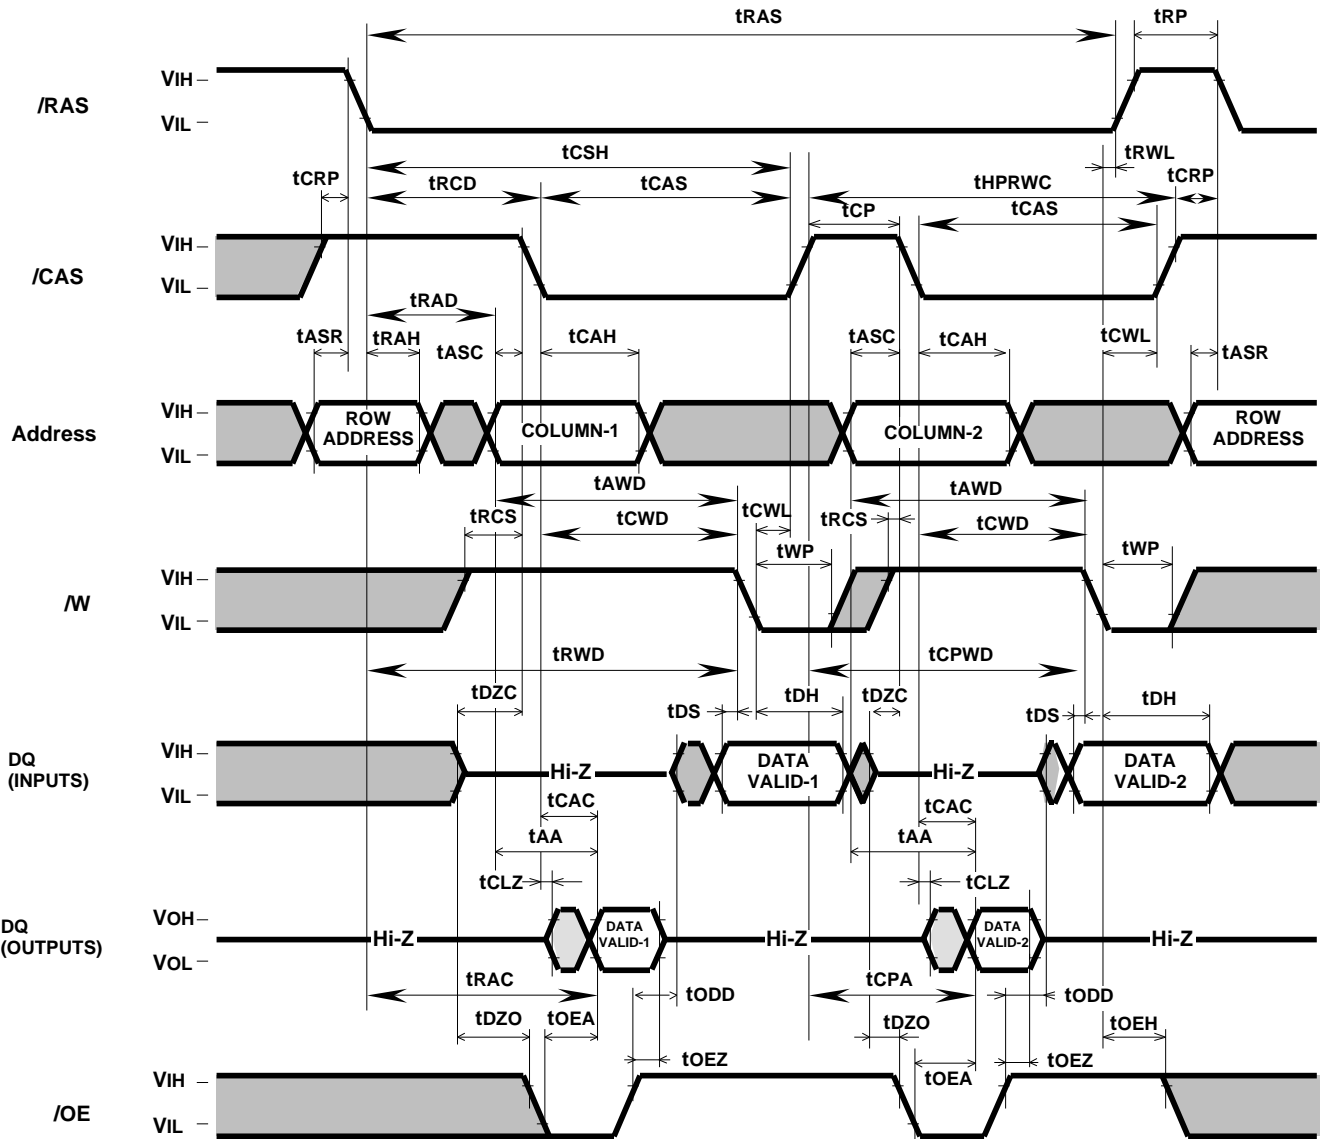 tRAS
tRP
VIH
/RAS
VIL
tCSH
tRWL
tCRP
tRCD
tCAS
tHPRWC
tCRP
tCP
tCAS
VIH
/CAS
VIL
tRAD
tASR
tRAH
tASC
tCAH
tASC
tCAH
tCWL
tASR
VIH
Address
VIL
ROW
ADDRESS
COLUMN-1
COLUMN-2
ROW
ADDRESS
tAWD
tAWD
tRCS
tCWD
tCWL
tRCS
tCWD
tWP
tWP
VIH
/W
VIL
tRWD
tCPWD
tDZC
tDS
tDH
tDZC
tDS
tDH
DQ
(INPUTS)
VIH
VIL
Hi-Z
DATA
VALID-1
Hi-Z
DATA
VALID-2
tCAC
tCAC
tAA
tAA
tCLZ
tCLZ
DQ
(OUTPUTS)
VOH
VOL
Hi-Z
DATA
VALID-1
Hi-Z
DATA
VALID-2
Hi-Z
tRAC
tODD
tCPA
tODD
tDZO
tOEA
tDZO
tOEH
tOEZ
tOEA
tOEZ
VIH
/OE
VIL